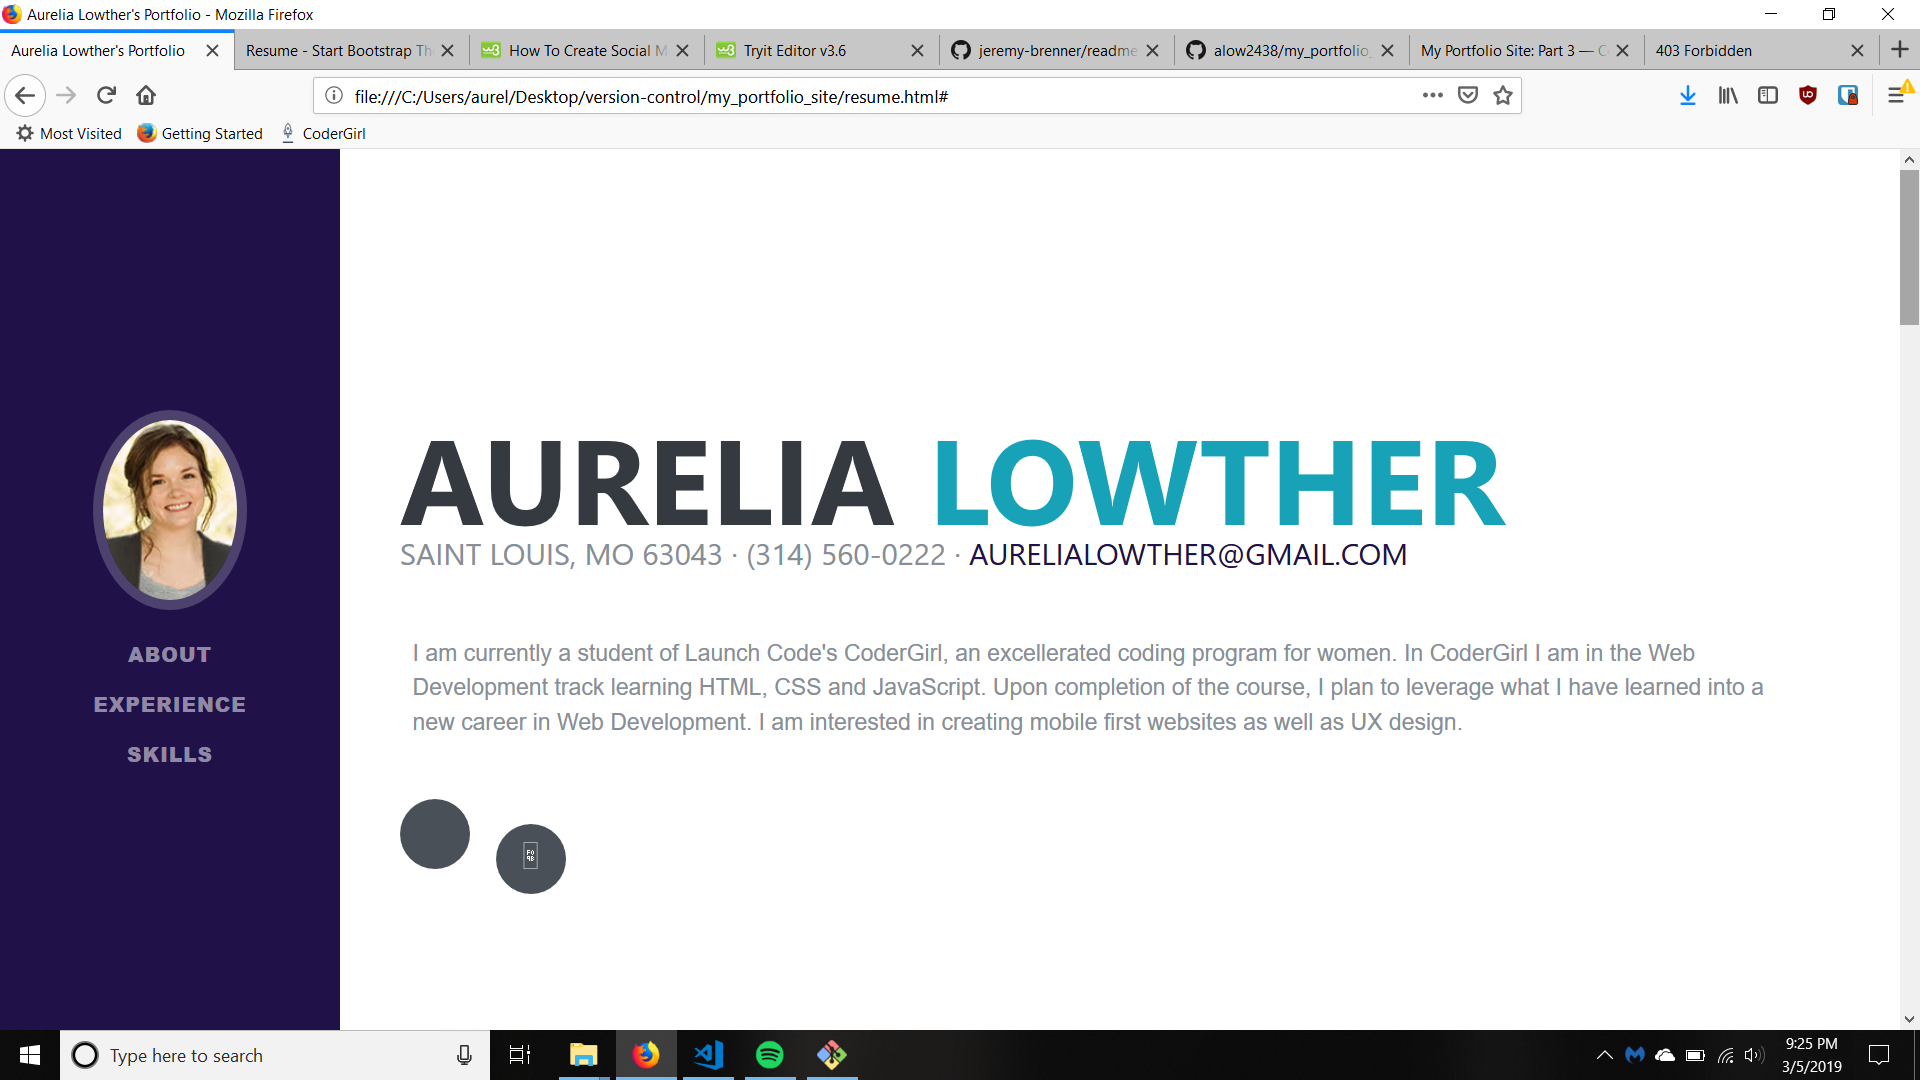 Aurelia Lowther's Portfolio - Mozilla Firefox
Aurelia Lowther's Portfolio
Resume - Start Bootstrap Th
How To Create Social M
Tryit Editor v3.6
jeremy-brenner/readme
alow2438/my_portfolio_
My Portfolio Site: Part 3 — C
403 Forbidden
file:///C:/Users/aurel/Desktop/version-control/my_portfolio_site/resume.html#
Most Visited
Getting Started
CoderGirl
ABOUT
EXPERIENCE
SKILLS
AURELIA LOWTHER
SAINT LOUIS, MO 63043 · (314) 560-0222 · AURELIALOWTHER@GMAIL.COM
I am currently a student of Launch Code's CoderGirl, an excellerated coding program for women. In CoderGirl I am in the Web
Development track learning HTML, CSS and JavaScript. Upon completion of the course, I plan to leverage what I have learned into a
new career in Web Development. I am interested in creating mobile first websites as well as UX design.
Type here to search
9:25 PM
3/5/2019